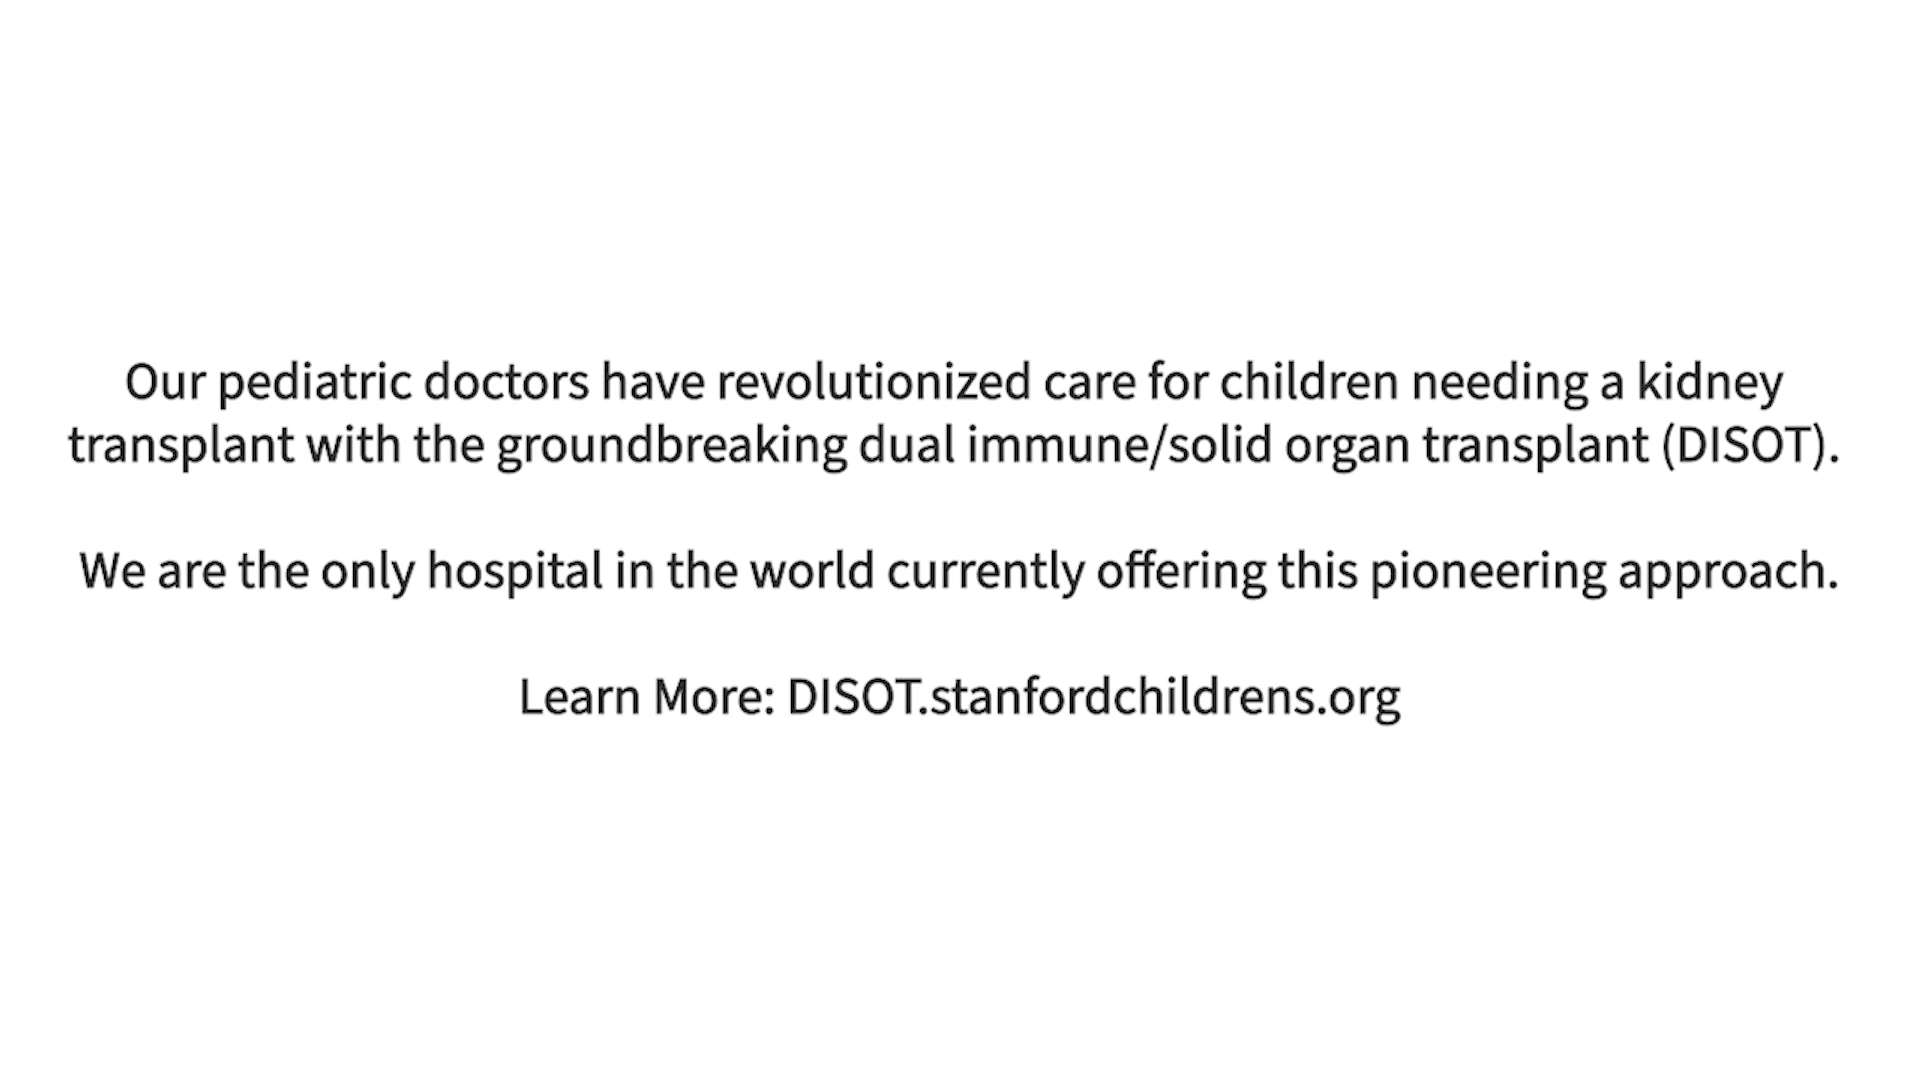 Our pediatric doctors have revolutionized care for children needing a kidney
transplant with the groundbreaking dual immune/solid organ transplant (DISOT).
We are the only hospital in the world currently offering this pioneering approach.
Learn More: DISOT.stanfordchildrens.org